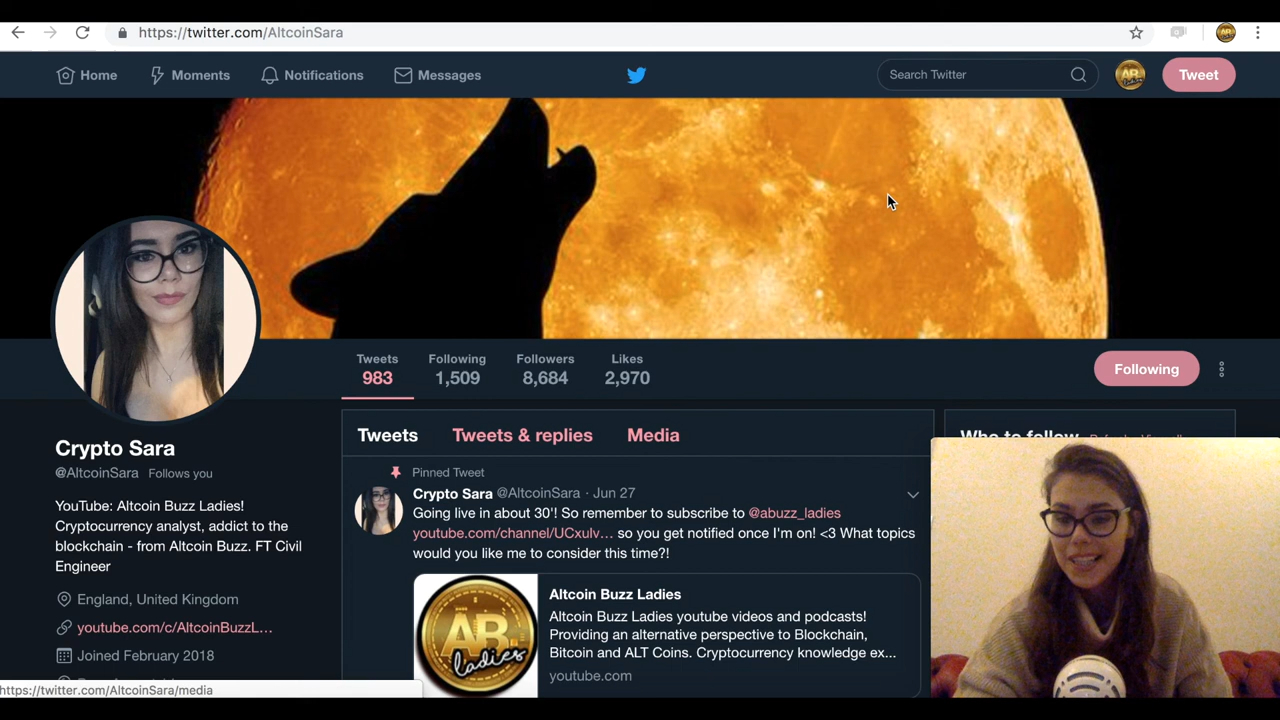 https://twitter.com/AltcoinSara
Home
Moments
Notifications
Messages
Search Twitter
Tweet
Tweets
Following
Followers
Likes
983
1,509
8,684
2,970
Following
Crypto Sara
@AltcoinSara Follows you
YouTube: Altcoin Buzz Ladies!
Cryptocurrency analyst, addict to the
blockchain - from Altcoin Buzz. FT Civil
Engineer
England, United Kingdom
youtube.com/c/AltcoinBuzzL...
Joined February 2018
https://twitter.com/AltcoinSara/media
Tweets
Tweets & replies
Media
Pinned Tweet
Crypto Sara @AltcoinSara · Jun 27
Going live in about 30'! So remember to subscribe to @abuzz_ladies
youtube.com/channel/UCxulv... so you get notified once I'm on! <3 What topics
would you like me to consider this time?!
AB
ladies
Altcoin Buzz Ladies
Altcoin Buzz Ladies youtube videos and podcasts!
Providing an alternative perspective to Blockchain,
Bitcoin and ALT Coins. Cryptocurrency knowledge ex...
youtube.com
Who to follow